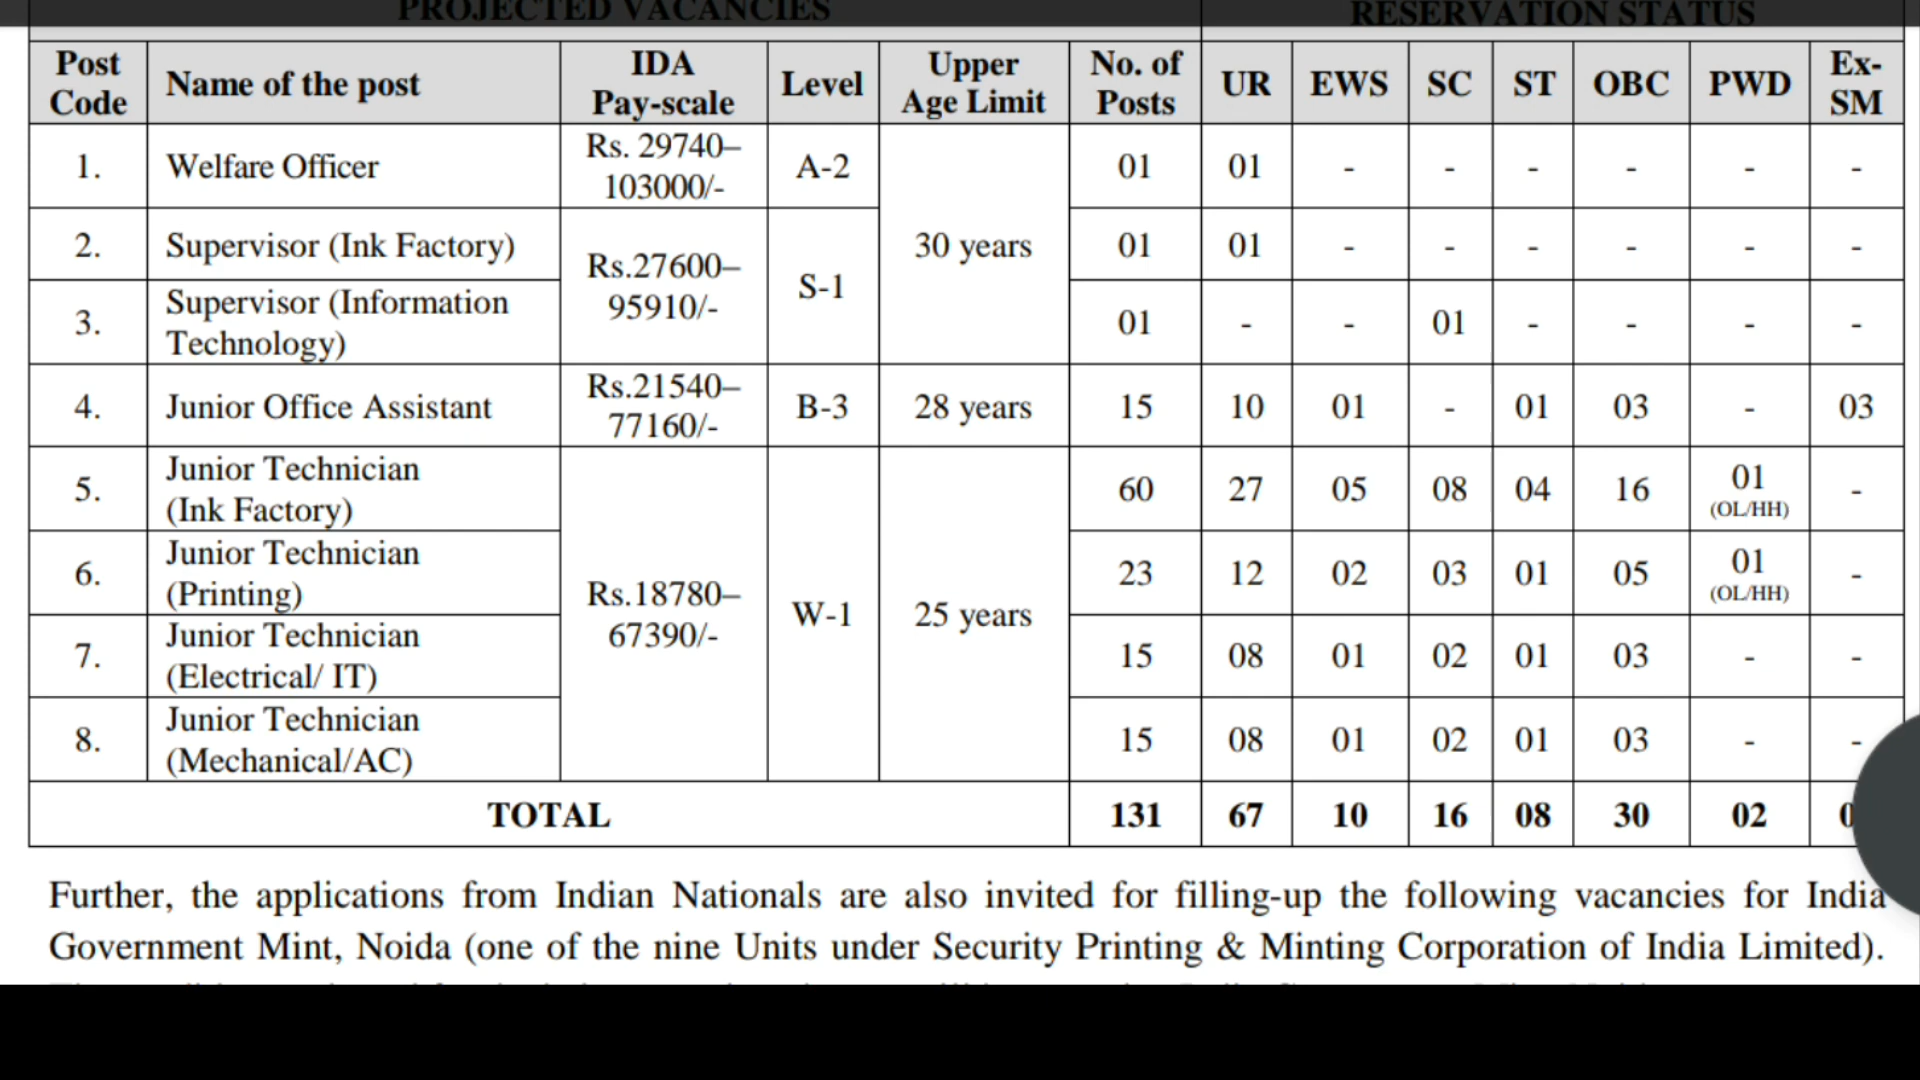 PROJECTED VACANCIES RESERVATION STATUS
Post Code Name of the post IDA Pay-scale Level Upper Age Limit No. of Posts UR EWS SC ST OBC PWD Ex-SM
1. Welfare Officer Rs. 29740–103000/- A-2 30 years 01 01 - - - - - -
2. Supervisor (Ink Factory) Rs.27600–95910/- S-1 01 01 - - - - - -
3. Supervisor (Information Technology) 01 - - 01 - - - -
4. Junior Office Assistant Rs.21540–77160/- B-3 28 years 15 10 01 - 01 03 - 03
5. Junior Technician (Ink Factory) Rs.18780–67390/- W-1 25 years 60 27 05 08 04 16 01 (OL/HH) -
6. Junior Technician (Printing) 23 12 02 03 01 05 01 (OL/HH) -
7. Junior Technician (Electrical/ IT) 15 08 01 02 01 03 - -
8. Junior Technician (Mechanical/AC) 15 08 01 02 01 03 - -
TOTAL 131 67 10 16 08 30 02
Further, the applications from Indian Nationals are also invited for filling-up the following vacancies for India
Government Mint, Noida (one of the nine Units under Security Printing & Minting Corporation of India Limited).